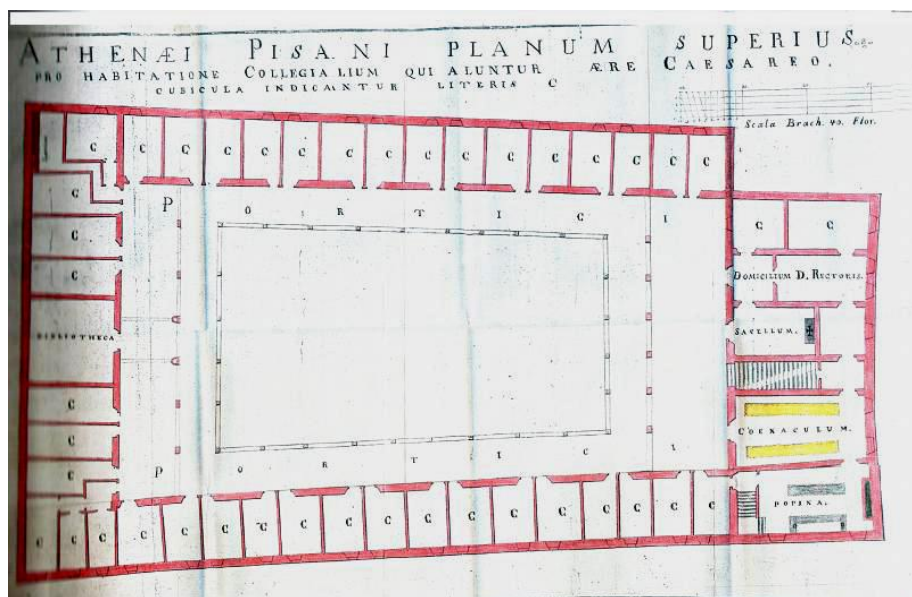 ATHENÆI PISANI PLANUM SUPERIUS
PRO HABITATIONE COLLEGIALIUM QUI ALUNTUR ÆRE CAESAREO.
CUBICULA INDICANTUR LITERIS C
Scala Brach. 40. Flor.
C C C C C C C C C C C C C C C
C
P O R T I C I
C C
C
C
DOMICILIUM D. RECTORIS.
BIBLIOTHECA
SACELLUM.
C
COENACULUM.
C
P O R T I C I
C
POPINA.
C C C C C C C C C C C C C C C C C C